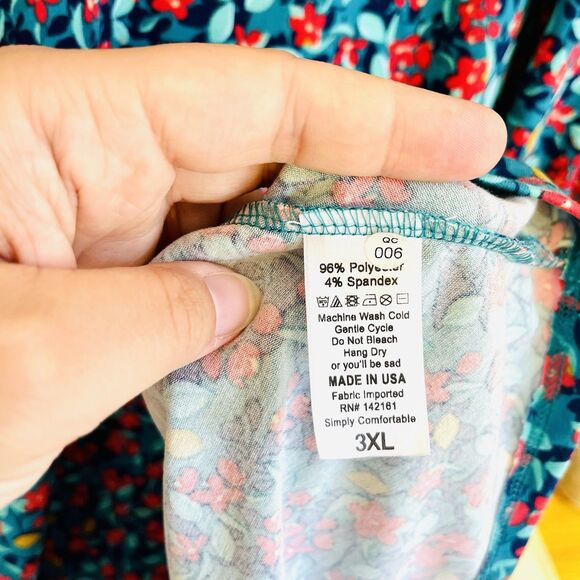 QC
006
96% Polyester
4% Spandex
Machine Wash Cold
Gentle Cycle
Do Not Bleach
Hang Dry
or you'll be sad
MADE IN USA
Fabric Imported
RN# 142161
Simply Comfortable
3XL